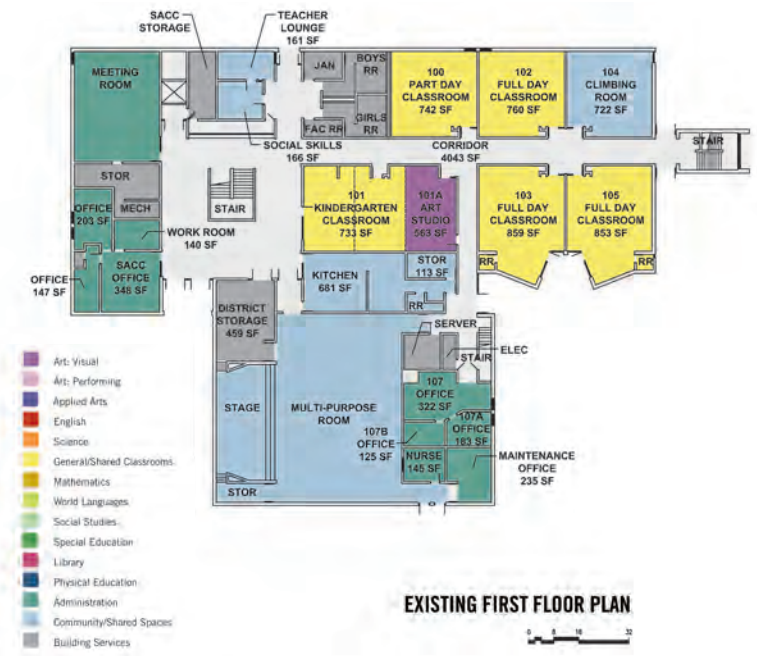 SACC
STORAGE
TEACHER
LOUNGE
161 SF
MEETING
ROOM
JAN
BOYS
RR
100
PART DAY
CLASSROOM
742 SF
102
FULL DAY
CLASSROOM
760 SF
104
CLIMBING
ROOM
722 SF
FAC RR
GIRLS
RR
SOCIAL SKILLS
166 SF
CORRIDOR
4043 SF
STAIR
STOR
OFFICE
203 SF
MECH
STAIR
WORK ROOM
140 SF
101
KINDERGARTEN
CLASSROOM
733 SF
101A
ART
STUDIO
563 SF
103
FULL DAY
CLASSROOM
859 SF
105
FULL DAY
CLASSROOM
853 SF
OFFICE
147 SF
SACC
OFFICE
348 SF
KITCHEN
681 SF
STOR
113 SF
RR
RR
RR
DISTRICT
STORAGE
459 SF
SERVER
ELEC
STAIR
STAGE
MULTI-PURPOSE
ROOM
107
OFFICE
322 SF
107A
OFFICE
183 SF
107B
OFFICE
125 SF
NURSE
145 SF
MAINTENANCE
OFFICE
235 SF
STOR
Art: Visual
Art: Performing
Applied Arts
English
Science
General/Shared Classrooms
Mathematics
World Languages
Social Studies
Special Education
Library
Physical Education
Administration
Community/Shared Spaces
Building Services
EXISTING FIRST FLOOR PLAN
0 8 16 32